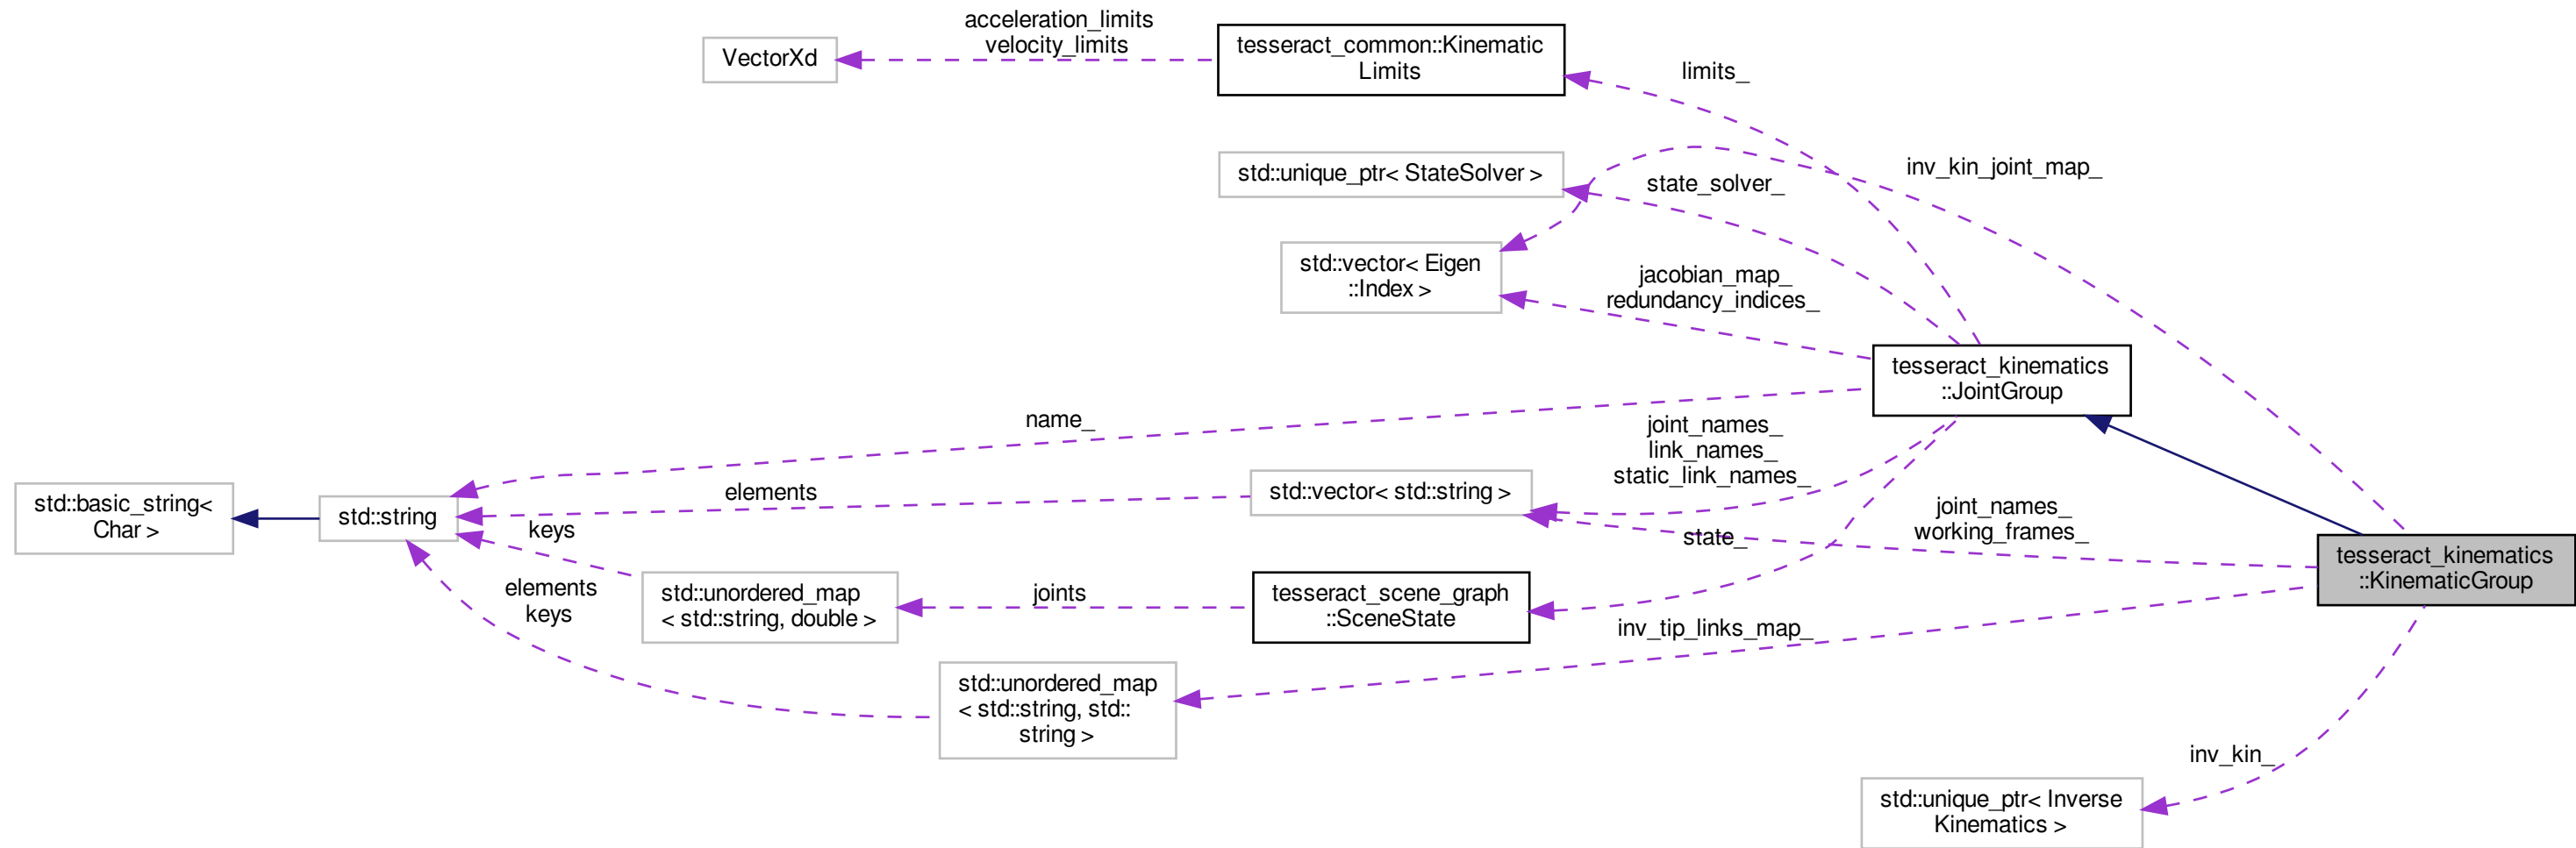 acceleration_limits
velocity_limits
VectorXd
tesseract_common::Kinematic
Limits
limits_
std::unique_ptr< StateSolver >
state_solver_
inv_kin_joint_map_
std::vector< Eigen
::Index >
jacobian_map_
redundancy_indices_
tesseract_kinematics
::JointGroup
name_
joint_names_
link_names_
static_link_names_
std::basic_string<
Char >
std::string
elements
keys
std::vector< std::string >
state_
joint_names_
working_frames_
tesseract_kinematics
::KinematicGroup
elements
keys
std::unordered_map
< std::string, double >
joints
tesseract_scene_graph
::SceneState
inv_tip_links_map_
std::unordered_map
< std::string, std::
string >
inv_kin_
std::unique_ptr< Inverse
Kinematics >